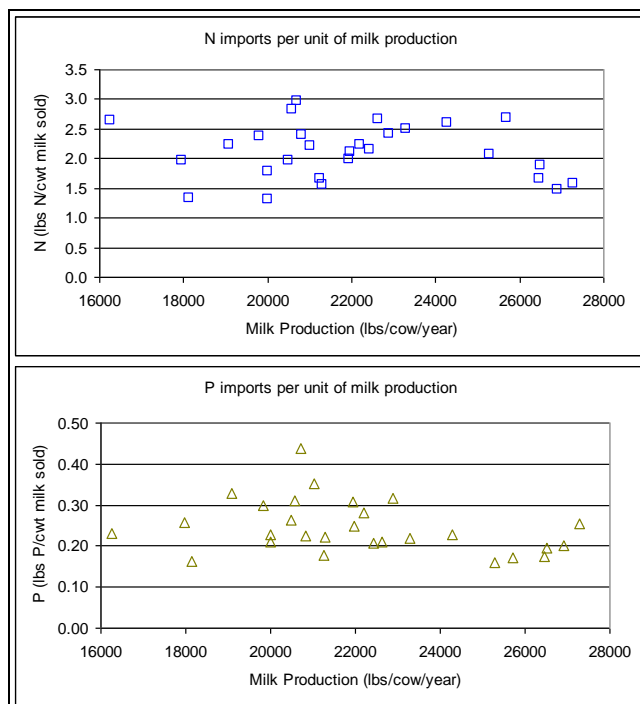 N imports per unit of milk production
3.5
3.0
2.5
2.0
1.5
1.0
0.5
0.0
N (lbs N/cwt milk sold)
16000 18000 20000 22000 24000 26000 28000
Milk Production (lbs/cow/year)
P imports per unit of milk production
0.50
0.40
0.30
0.20
0.10
0.00
P (lbs P/cwt milk sold)
16000 18000 20000 22000 24000 26000 28000
Milk Production (lbs/cow/year)